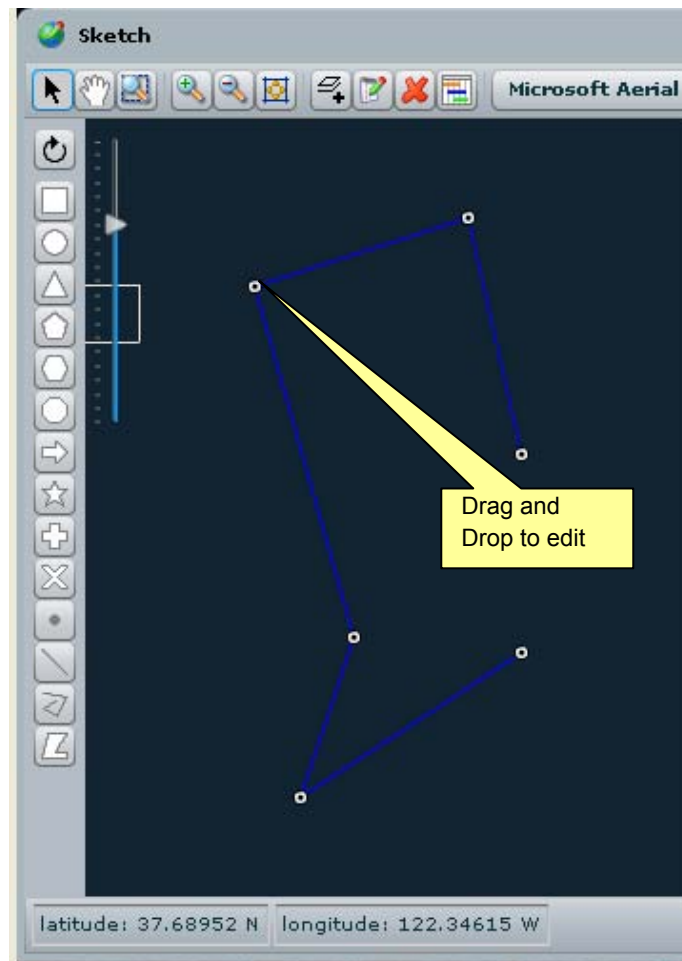 Sketch
Microsoft Aerial
Drag and
Drop to edit
latitude: 37.68952 N
longitude: 122.34615 W